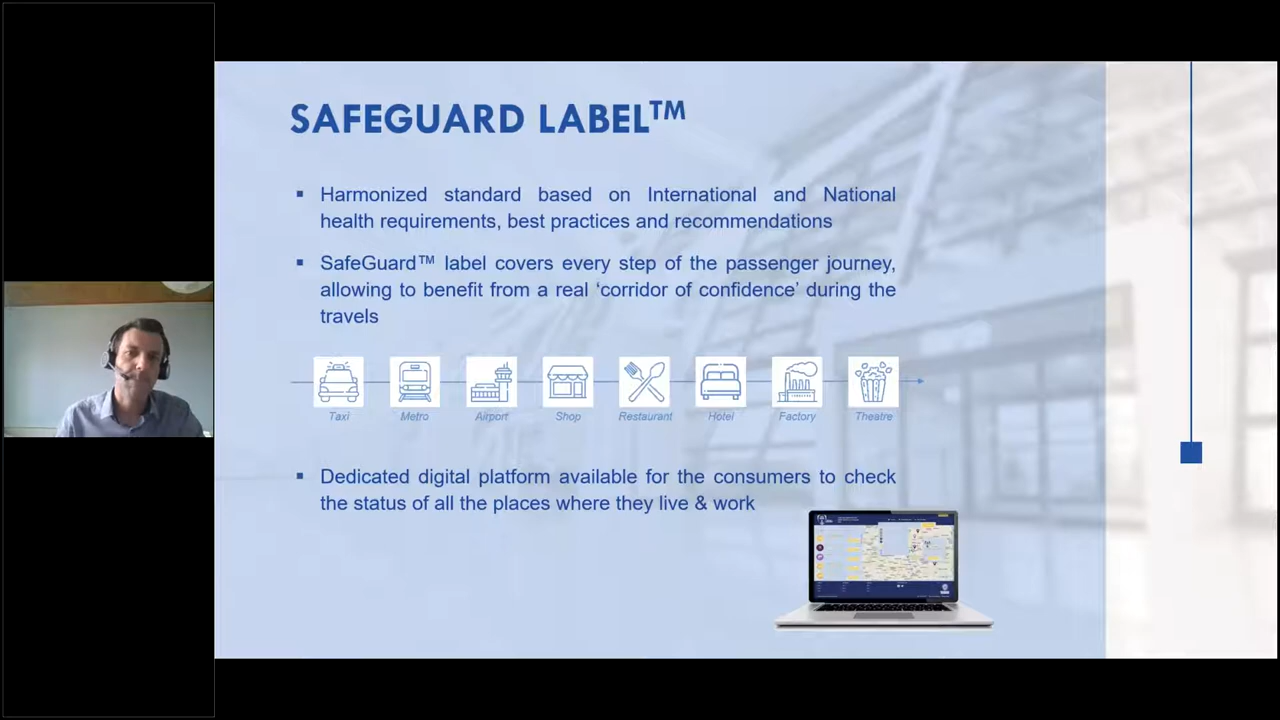 SAFEGUARD LABEL™
▪ Harmonized standard based on International and National
health requirements, best practices and recommendations
▪ SafeGuard™ label covers every step of the passenger journey,
allowing to benefit from a real ‘corridor of confidence’ during the
travels
Taxi Metro Airport Shop Restaurant Hotel Factory Theatre
▪ Dedicated digital platform available for the consumers to check
the status of all the places where they live & work